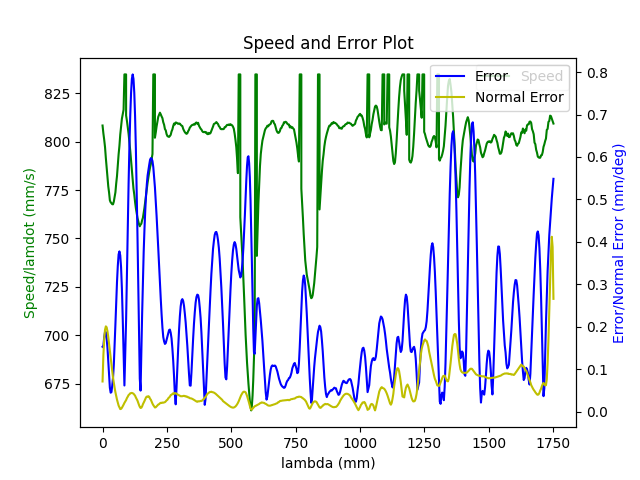 Speed and Error Plot
Error
Speed
Normal Error
825
800
775
750
725
700
675
0.8
0.7
0.6
0.5
0.4
0.3
0.2
0.1
0.0
Speed/lamdot (mm/s)
Error/Normal Error (mm/deg)
0 250 500 750 1000 1250 1500 1750
lambda (mm)